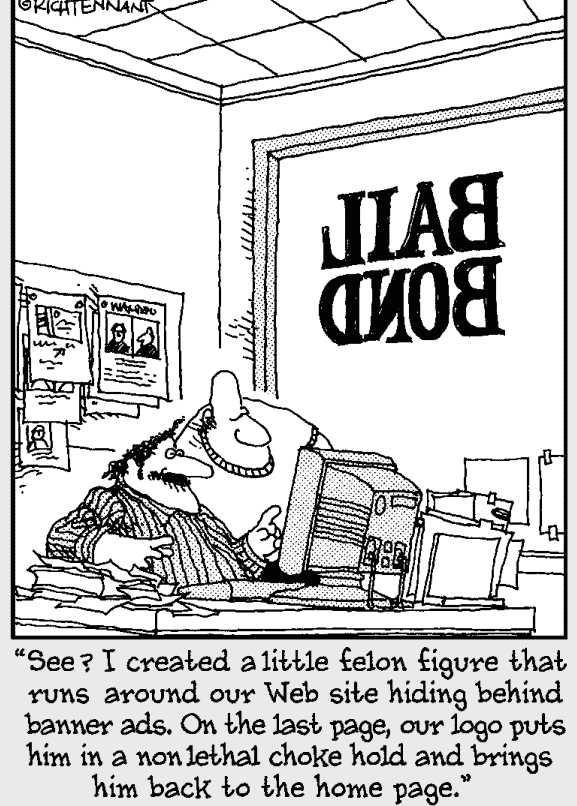 ©RICHTENNANT
BAIL
BOND
WANTED
“See? I created a little felon figure that
runs around our Web site hiding behind
banner ads. On the last page, our logo puts
him in a nonlethal choke hold and brings
him back to the home page.”